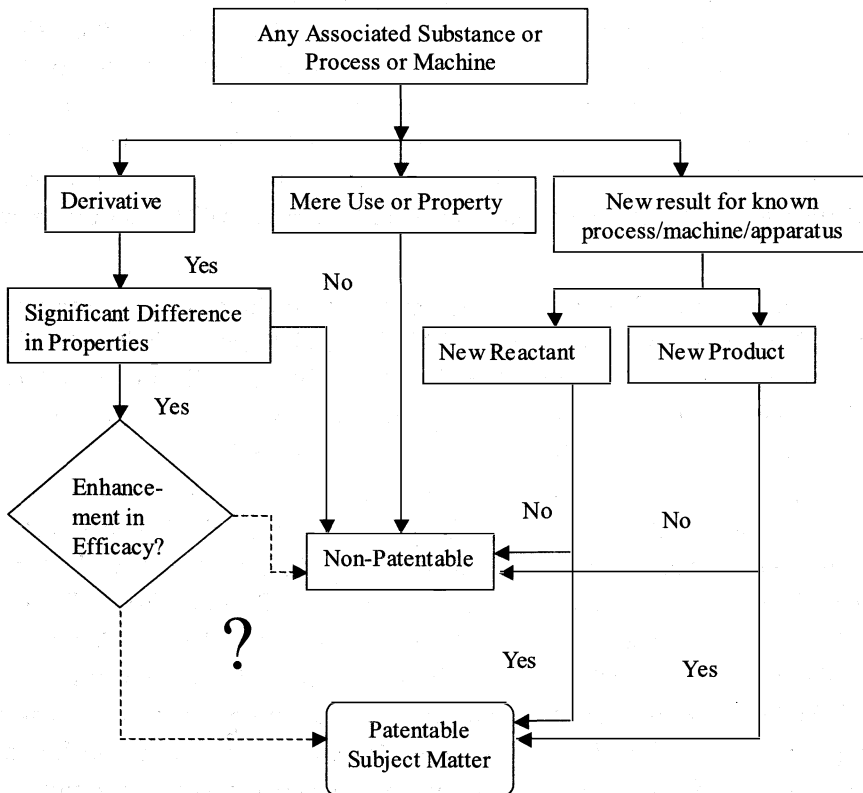 Any Associated Substance or
Process or Machine
Derivative
Mere Use or Property
New result for known
process/machine/apparatus
Yes
No
Significant Difference
in Properties
New Reactant
New Product
Yes
Enhance-
ment in
Efficacy?
No
No
Non-Patentable
?
Yes
Yes
Patentable
Subject Matter